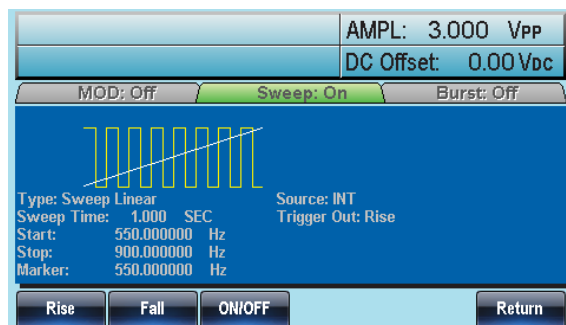 AMPL: 3.000 VPP
DC Offset: 0.00 VDC
MOD: Off Sweep: On Burst: Off
Type: Sweep Linear Source: INT
Sweep Time: 1.000 SEC Trigger Out: Rise
Start: 550.000000 Hz
Stop: 900.000000 Hz
Marker: 550.000000 Hz
Rise Fall ON/OFF Return